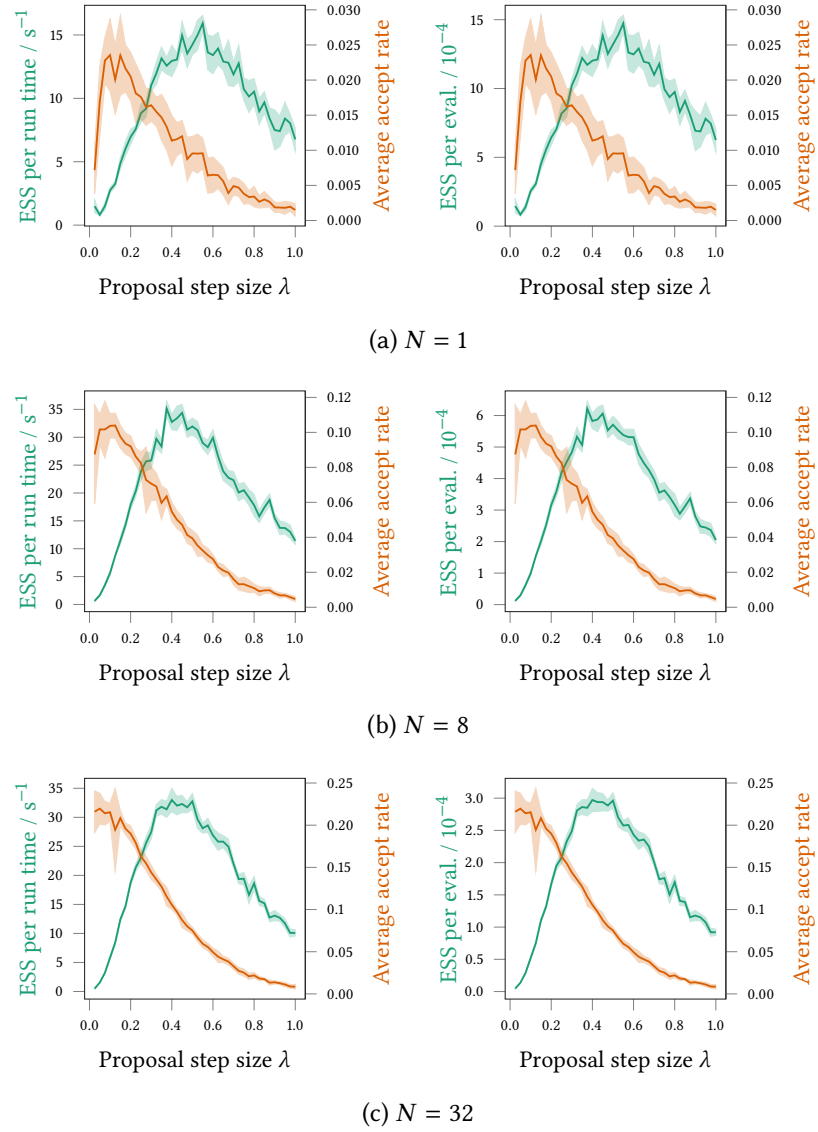 ESS per run time / s⁻¹
15
10
5
0
0.030
0.025
0.020
0.015
0.010
0.005
0.000
Average accept rate
0.0 0.2 0.4 0.6 0.8 1.0
Proposal step size λ
ESS per eval. / 10⁻⁴
15
10
5
0
0.030
0.025
0.020
0.015
0.010
0.005
0.000
Average accept rate
0.0 0.2 0.4 0.6 0.8 1.0
Proposal step size λ
(a) N = 1
ESS per run time / s⁻¹
35
30
25
20
15
10
5
0
0.12
0.10
0.08
0.06
0.04
0.02
0.00
Average accept rate
0.0 0.2 0.4 0.6 0.8 1.0
Proposal step size λ
ESS per eval. / 10⁻⁴
6
5
4
3
2
1
0
0.12
0.10
0.08
0.06
0.04
0.02
0.00
Average accept rate
0.0 0.2 0.4 0.6 0.8 1.0
Proposal step size λ
(b) N = 8
ESS per run time / s⁻¹
35
30
25
20
15
10
5
0
0.25
0.20
0.15
0.10
0.05
0.00
Average accept rate
0.0 0.2 0.4 0.6 0.8 1.0
Proposal step size λ
ESS per eval. / 10⁻⁴
3.0
2.5
2.0
1.5
1.0
0.5
0.0
0.25
0.20
0.15
0.10
0.05
0.00
Average accept rate
0.0 0.2 0.4 0.6 0.8 1.0
Proposal step size λ
(c) N = 32